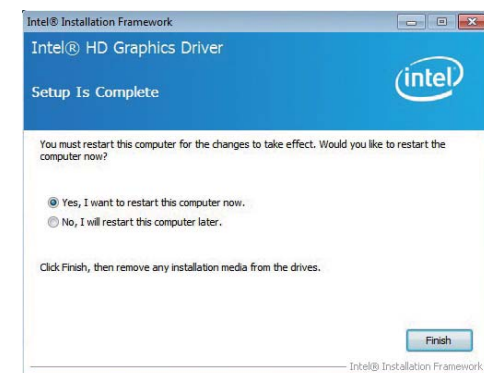 Intel® Installation Framework
Intel® HD Graphics Driver
Setup Is Complete
intel
You must restart this computer for the changes to take effect. Would you like to restart the
computer now?
Yes, I want to restart this computer now.
No, I will restart this computer later.
Click Finish, then remove any installation media from the drives.
Finish
Intel® Installation Framework